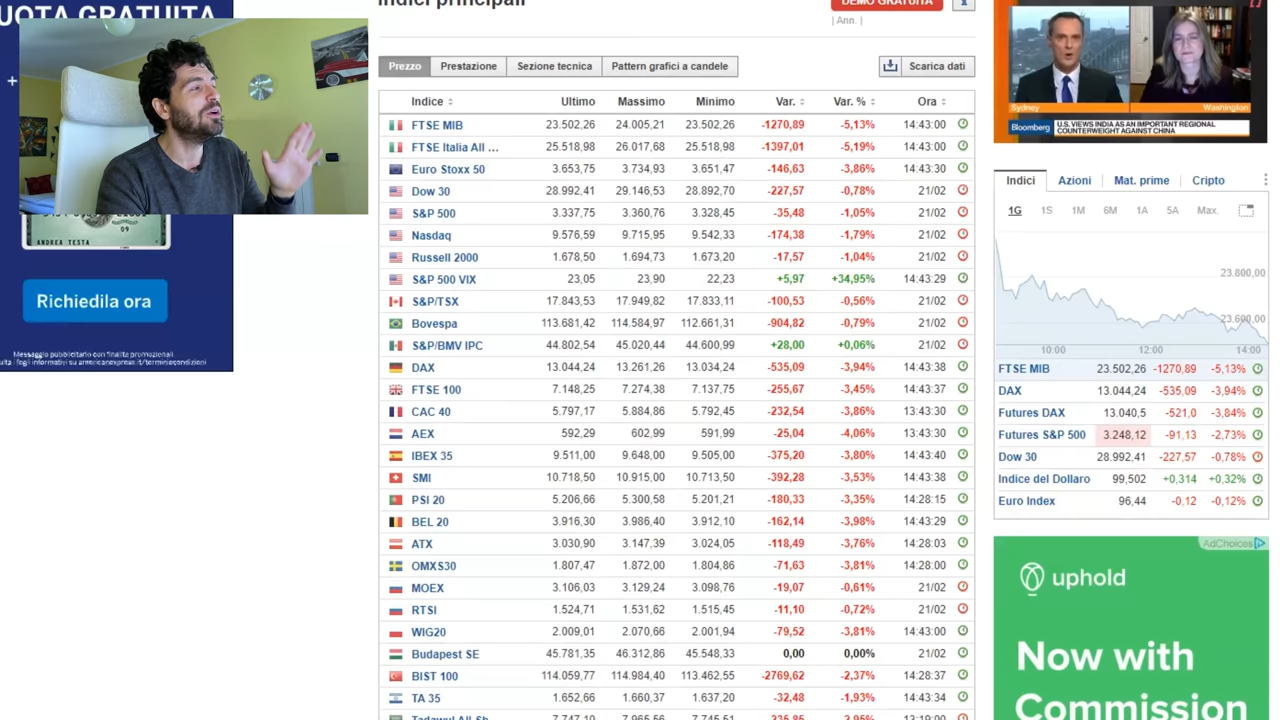 UOTA GRATUITA
+
ANDREA TESTA
09
Richiedila ora
Messaggio pubblicitario con finalità promozionali.
Indici principali
DEMO GRATUITA
| Ann. |
Prezzo Prestazione Sezione tecnica Pattern grafici a candele Scarica dati
Indice Ultimo Massimo Minimo Var. Var. % Ora
FTSE MIB 23.502,26 24.005,21 23.502,26 -1270,89 -5,13% 14:43:00
FTSE Italia All ... 25.518,98 26.017,68 25.518,98 -1397,01 -5,19% 14:43:00
Euro Stoxx 50 3.653,75 3.734,93 3.651,47 -146,63 -3,86% 14:43:30
Dow 30 28.992,41 29.146,53 28.892,70 -227,57 -0,78% 21/02
S&P 500 3.337,75 3.360,76 3.328,45 -35,48 -1,05% 21/02
Nasdaq 9.576,59 9.715,95 9.542,33 -174,38 -1,79% 21/02
Russell 2000 1.678,50 1.694,73 1.673,20 -17,57 -1,04% 21/02
S&P 500 VIX 23,05 23,90 22,23 +5,97 +34,95% 14:43:29
S&P/TSX 17.843,53 17.949,82 17.833,11 -100,53 -0,56% 21/02
Bovespa 113.681,42 114.584,97 112.661,31 -904,82 -0,79% 21/02
S&P/BMV IPC 44.802,54 45.020,44 44.600,99 +28,00 +0,06% 21/02
DAX 13.044,24 13.261,26 13.034,24 -535,09 -3,94% 14:43:38
FTSE 100 7.148,25 7.274,38 7.137,75 -255,67 -3,45% 14:43:37
CAC 40 5.797,17 5.884,86 5.792,45 -232,54 -3,86% 13:43:30
AEX 592,29 602,99 591,99 -25,04 -4,06% 13:43:30
IBEX 35 9.511,00 9.648,00 9.505,00 -375,20 -3,80% 14:43:40
SMI 10.718,50 10.915,00 10.713,50 -392,28 -3,53% 14:43:38
PSI 20 5.206,66 5.300,58 5.201,21 -180,33 -3,35% 14:28:15
BEL 20 3.916,30 3.986,40 3.912,10 -162,14 -3,98% 14:43:29
ATX 3.030,90 3.147,39 3.024,05 -118,49 -3,76% 14:28:03
OMXS30 1.807,47 1.872,00 1.804,86 -71,63 -3,81% 14:28:00
MOEX 3.106,03 3.129,24 3.098,76 -19,07 -0,61% 21/02
RTSI 1.524,71 1.531,62 1.515,45 -11,10 -0,72% 21/02
WIG20 2.009,01 2.070,66 2.001,94 -79,52 -3,81% 14:43:00
Budapest SE 45.781,35 46.312,86 45.548,33 0,00 0,00% 21/02
BIST 100 114.059,77 114.984,40 113.462,55 -2769,62 -2,37% 14:28:37
TA 35 1.652,66 1.660,37 1.637,20 -32,48 -1,93% 14:43:34
Sydney Washington
Bloomberg U.S. VIEWS INDIA AS AN IMPORTANT REGIONAL
COUNTERWEIGHT AGAINST CHINA
Indici Azioni Mat. prime Cripto
1G 1S 1M 6M 1A 5A Max.
23.800,00
23.600,00
10:00 12:00 14:00
FTSE MIB 23.502,26 -1270,89 -5,13%
DAX 13.044,24 -535,09 -3,94%
Futures DAX 13.040,5 -521,0 -3,84%
Futures S&P 500 3.248,12 -91,13 -2,73%
Dow 30 28.992,41 -227,57 -0,78%
Indice del Dollaro 99,502 +0,314 +0,32%
Euro Index 96,44 -0,12 -0,12%
AdChoices
uphold
Now with
Commission